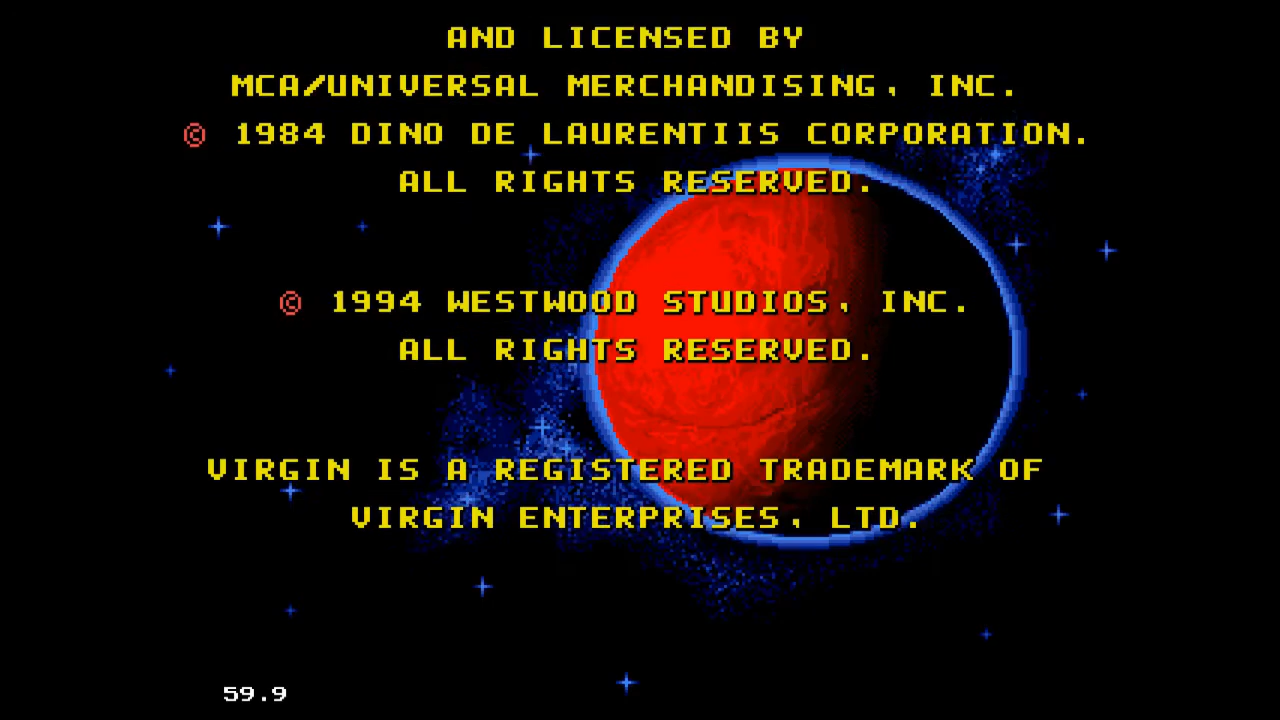 AND LICENSED BY
MCA/UNIVERSAL MERCHANDISING, INC.
© 1984 DINO DE LAURENTIIS CORPORATION.
ALL RIGHTS RESERVED.
© 1994 WESTWOOD STUDIOS, INC.
ALL RIGHTS RESERVED.
VIRGIN IS A REGISTERED TRADEMARK OF
VIRGIN ENTERPRISES, LTD.
59.9